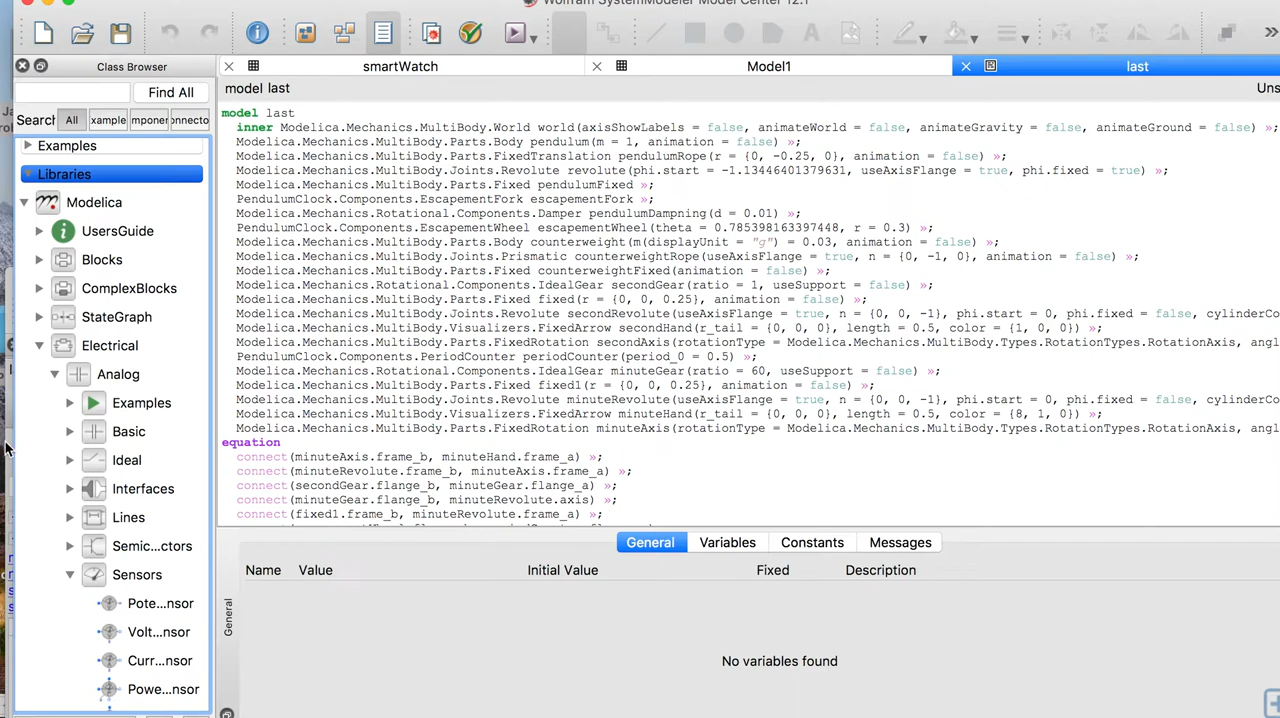 Wolfram SystemModeler Model Center 12.1
Class Browser
smartWatch
Model1
last
Find All
model last
Search
All
xample
mponer
onnecto
Examples
Libraries
Modelica
UsersGuide
Blocks
ComplexBlocks
StateGraph
Electrical
Analog
Examples
Basic
Ideal
Interfaces
Lines
Semic...ctors
Sensors
Pote...nsor
Volt...nsor
Curr...nsor
Powe...nsor
model last
inner Modelica.Mechanics.MultiBody.World world(axisShowLabels = false, animateWorld = false, animateGravity = false, animateGround = false) »;
Modelica.Mechanics.MultiBody.Parts.Body pendulum(m = 1, animation = false) »;
Modelica.Mechanics.MultiBody.Parts.FixedTranslation pendulumRope(r = {0, -0.25, 0}, animation = false) »;
Modelica.Mechanics.MultiBody.Joints.Revolute revolute(phi.start = -1.13446401379631, useAxisFlange = true, phi.fixed = true) »;
Modelica.Mechanics.MultiBody.Parts.Fixed pendulumFixed »;
PendulumClock.Components.EscapementFork escapementFork »;
Modelica.Mechanics.Rotational.Components.Damper pendulumDampning(d = 0.01) »;
PendulumClock.Components.EscapementWheel escapementWheel(theta = 0.785398163397448, r = 0.3) »;
Modelica.Mechanics.MultiBody.Parts.Body counterweight(m(displayUnit = "g") = 0.03, animation = false) »;
Modelica.Mechanics.MultiBody.Joints.Prismatic counterweightRope(useAxisFlange = true, n = {0, -1, 0}, animation = false) »;
Modelica.Mechanics.MultiBody.Parts.Fixed counterweightFixed(animation = false) »;
Modelica.Mechanics.Rotational.Components.IdealGear secondGear(ratio = 1, useSupport = false) »;
Modelica.Mechanics.MultiBody.Parts.Fixed fixed(r = {0, 0, 0.25}, animation = false) »;
Modelica.Mechanics.MultiBody.Joints.Revolute secondRevolute(useAxisFlange = true, n = {0, 0, -1}, phi.start = 0, phi.fixed = false, cylinderCo
Modelica.Mechanics.MultiBody.Visualizers.FixedArrow secondHand(r_tail = {0, 0, 0}, length = 0.5, color = {1, 0, 0}) »;
Modelica.Mechanics.MultiBody.Parts.FixedRotation secondAxis(rotationType = Modelica.Mechanics.MultiBody.Types.RotationTypes.RotationAxis, angl
PendulumClock.Components.PeriodCounter periodCounter(period_0 = 0.5) »;
Modelica.Mechanics.Rotational.Components.IdealGear minuteGear(ratio = 60, useSupport = false) »;
Modelica.Mechanics.MultiBody.Parts.Fixed fixed1(r = {0, 0, 0.25}, animation = false) »;
Modelica.Mechanics.MultiBody.Joints.Revolute minuteRevolute(useAxisFlange = true, n = {0, 0, -1}, phi.start = 0, phi.fixed = false, cylinderCo
Modelica.Mechanics.MultiBody.Visualizers.FixedArrow minuteHand(r_tail = {0, 0, 0}, length = 0.5, color = {8, 1, 0}) »;
Modelica.Mechanics.MultiBody.Parts.FixedRotation minuteAxis(rotationType = Modelica.Mechanics.MultiBody.Types.RotationTypes.RotationAxis, angl
equation
connect(minuteAxis.frame_b, minuteHand.frame_a) »;
connect(minuteRevolute.frame_b, minuteAxis.frame_a) »;
connect(secondGear.flange_b, minuteGear.flange_a) »;
connect(minuteGear.flange_b, minuteRevolute.axis) »;
connect(fixed1.frame_b, minuteRevolute.frame_a) »;
Uns
General
Variables
Constants
Messages
Name
Value
Initial Value
Fixed
Description
General
No variables found